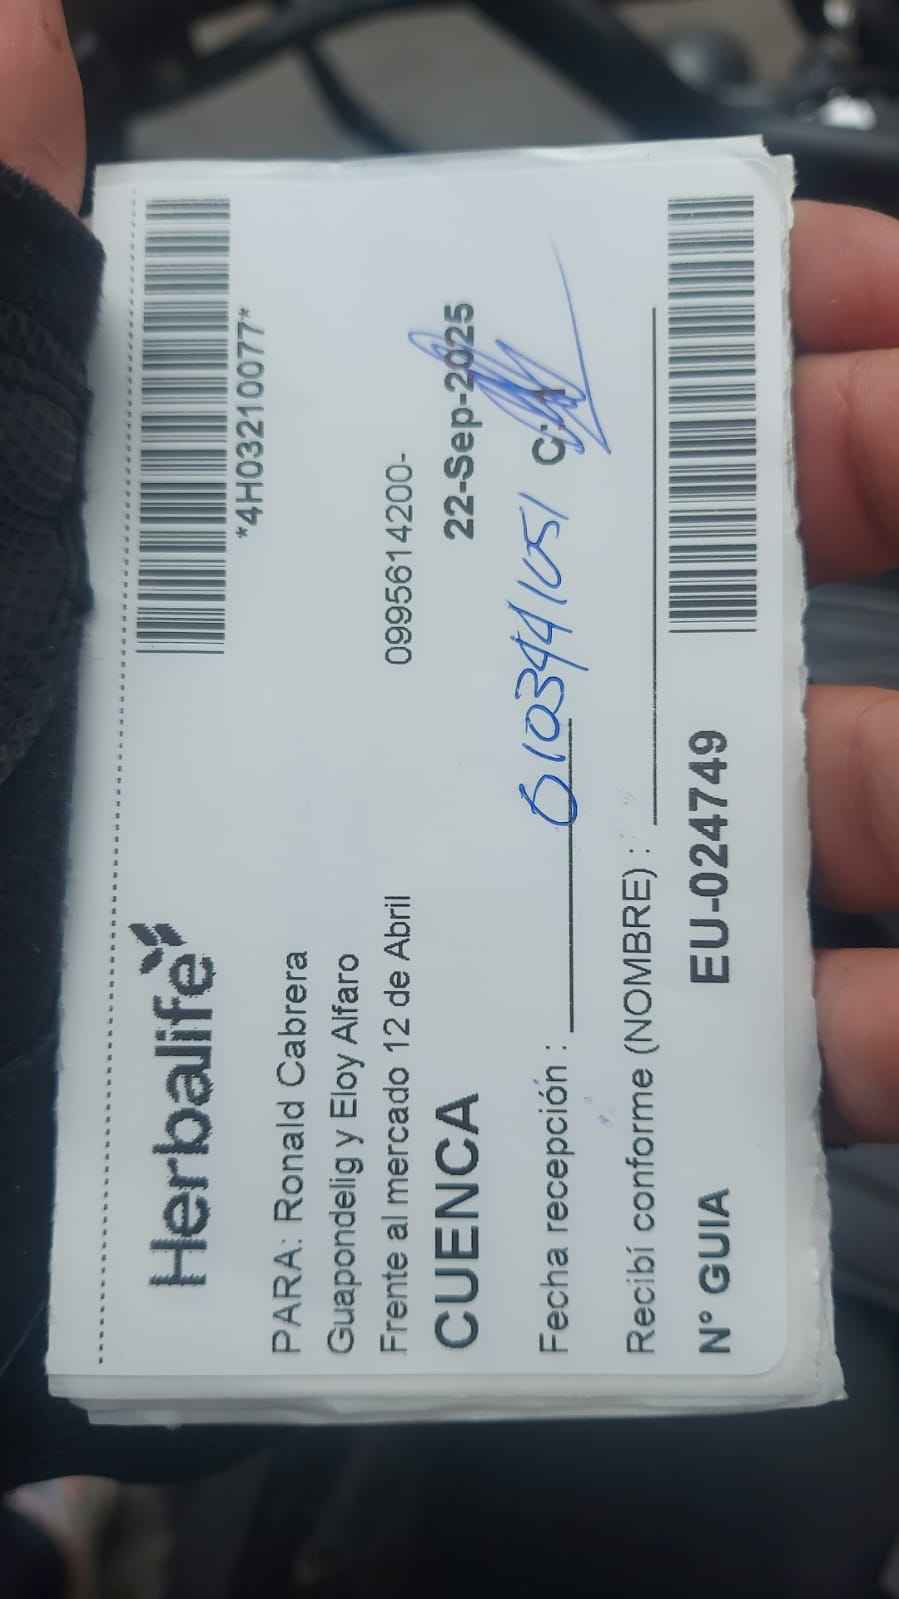 *4H03210077*
Herbalife
PARA: Ronald Cabrera
Guapondelig y Eloy Alfaro
Frente al mercado 12 de Abril
0995614200-
CUENCA
22-Sep-2025
Fecha recepción : 0103441051 C:1
Recibí conforme (NOMBRE) :
N° GUIA EU-024749